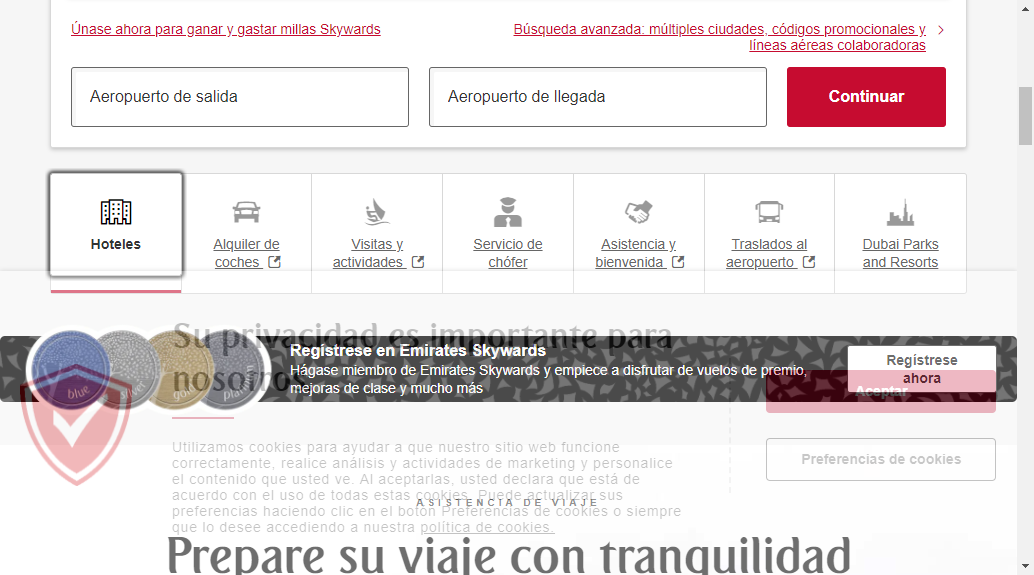 Únase ahora para ganar y gastar millas Skywards
Búsqueda avanzada: múltiples ciudades, códigos promocionales y
líneas aéreas colaboradoras
Aeropuerto de salida
Aeropuerto de llegada
Continuar
Hoteles
Alquiler de
coches
Visitas y
actividades
Servicio de
chófer
Asistencia y
bienvenida
Traslados al
aeropuerto
Dubai Parks
and Resorts
Su privacidad es importante para
nosotros
blue
silver
gold
platinum
Regístrese en Emirates Skywards
Hágase miembro de Emirates Skywards y empiece a disfrutar de vuelos de premio,
mejoras de clase y mucho más
Regístrese
ahora
Aceptar
Utilizamos cookies para ayudar a que nuestro sitio web funcione
correctamente, realice análisis y actividades de marketing y personalice
el contenido que usted ve. Al aceptarlas, usted declara que está de
acuerdo con el uso de todas estas cookies. Puede actualizar sus
preferencias haciendo clic en el botón Preferencias de cookies o siempre
que lo desee accediendo a nuestra política de cookies.
Preferencias de cookies
ASISTENCIA DE VIAJE
Prepare su viaje con tranquilidad